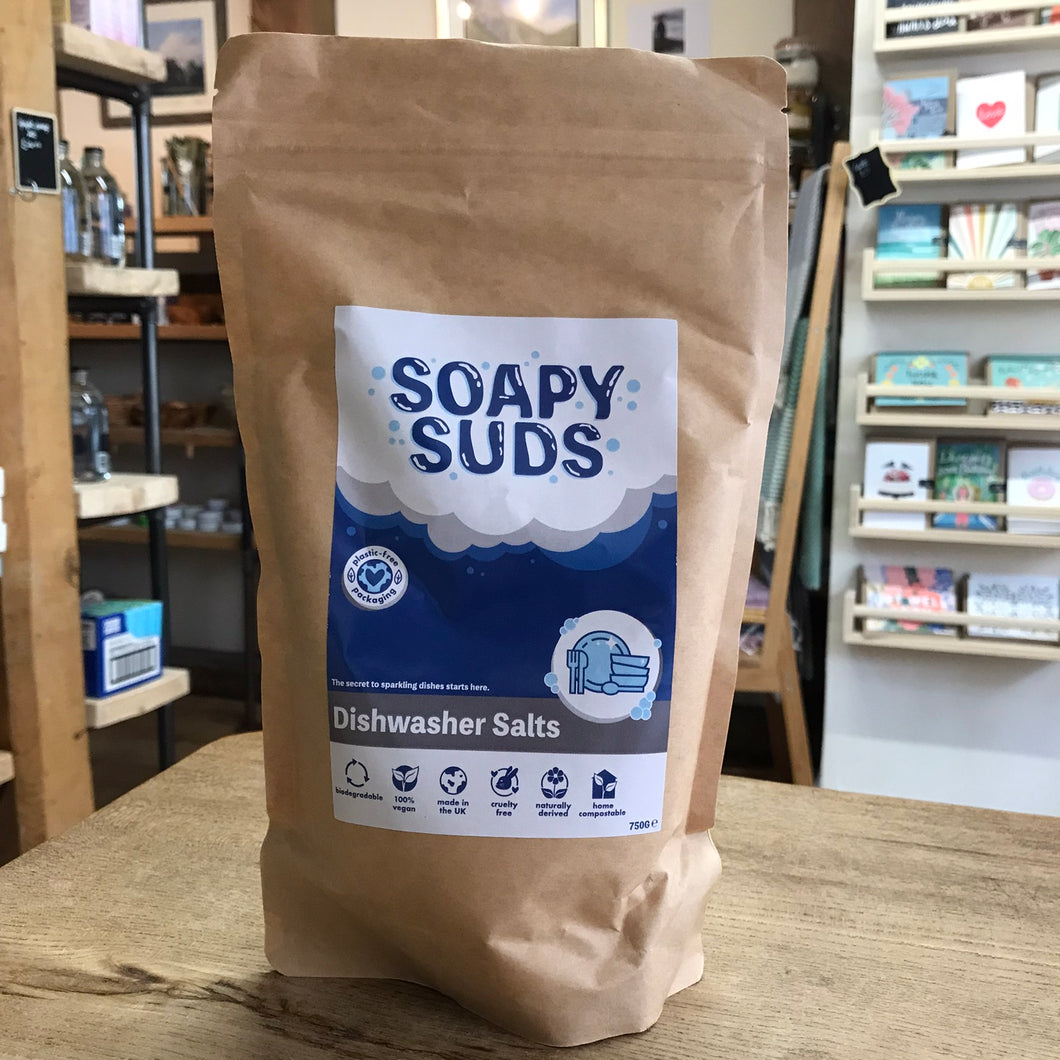 SOAPY
SUDS
plastic-free
packaging
The secret to sparkling dishes starts here.
Dishwasher Salts
biodegradable
100%
vegan
made in
the UK
cruelty
free
naturally
derived
home
compostable
750G e